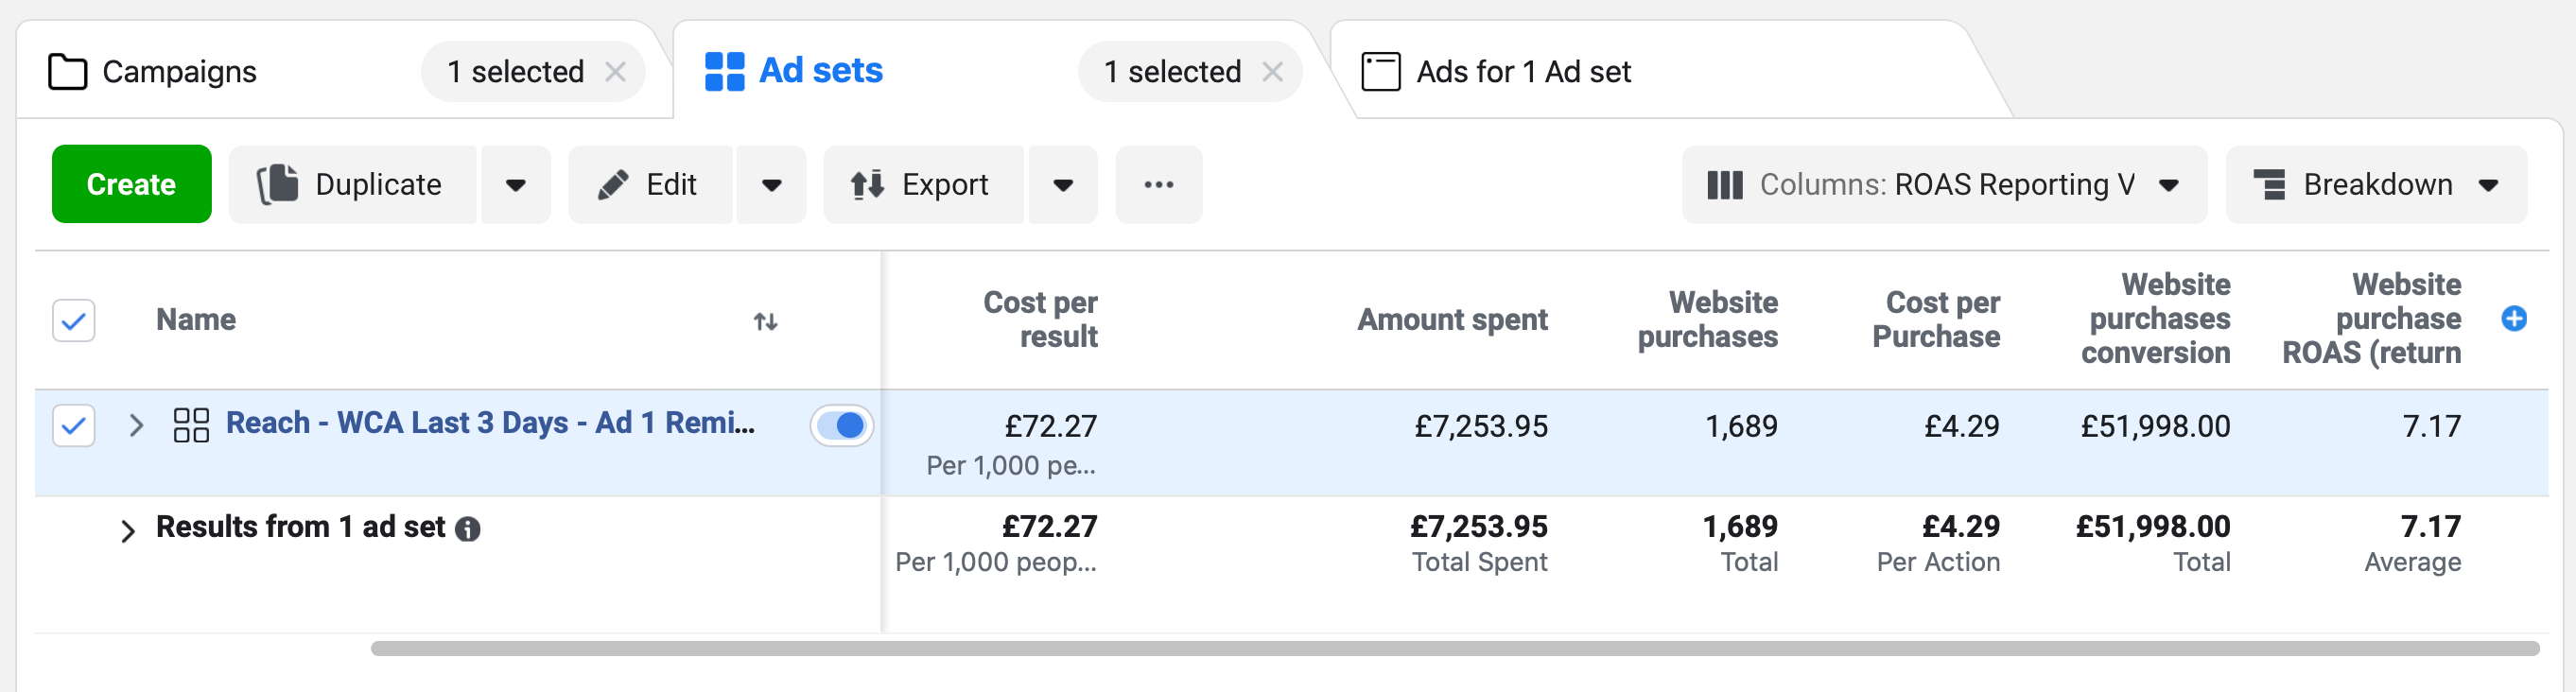 Campaigns
1 selected
Ad sets
1 selected
Ads for 1 Ad set
Create
Duplicate
Edit
Export
Columns: ROAS Reporting V
Breakdown
Name
Cost per
result
Amount spent
Website
purchases
Cost per
Purchase
Website
purchases
conversion
Website
purchase
ROAS (return
Reach - WCA Last 3 Days - Ad 1 Remi...
£72.27
Per 1,000 pe...
£7,253.95
1,689
£4.29
£51,998.00
7.17
Results from 1 ad set
£72.27
Per 1,000 peop...
£7,253.95
Total Spent
1,689
Total
£4.29
Per Action
£51,998.00
Total
7.17
Average